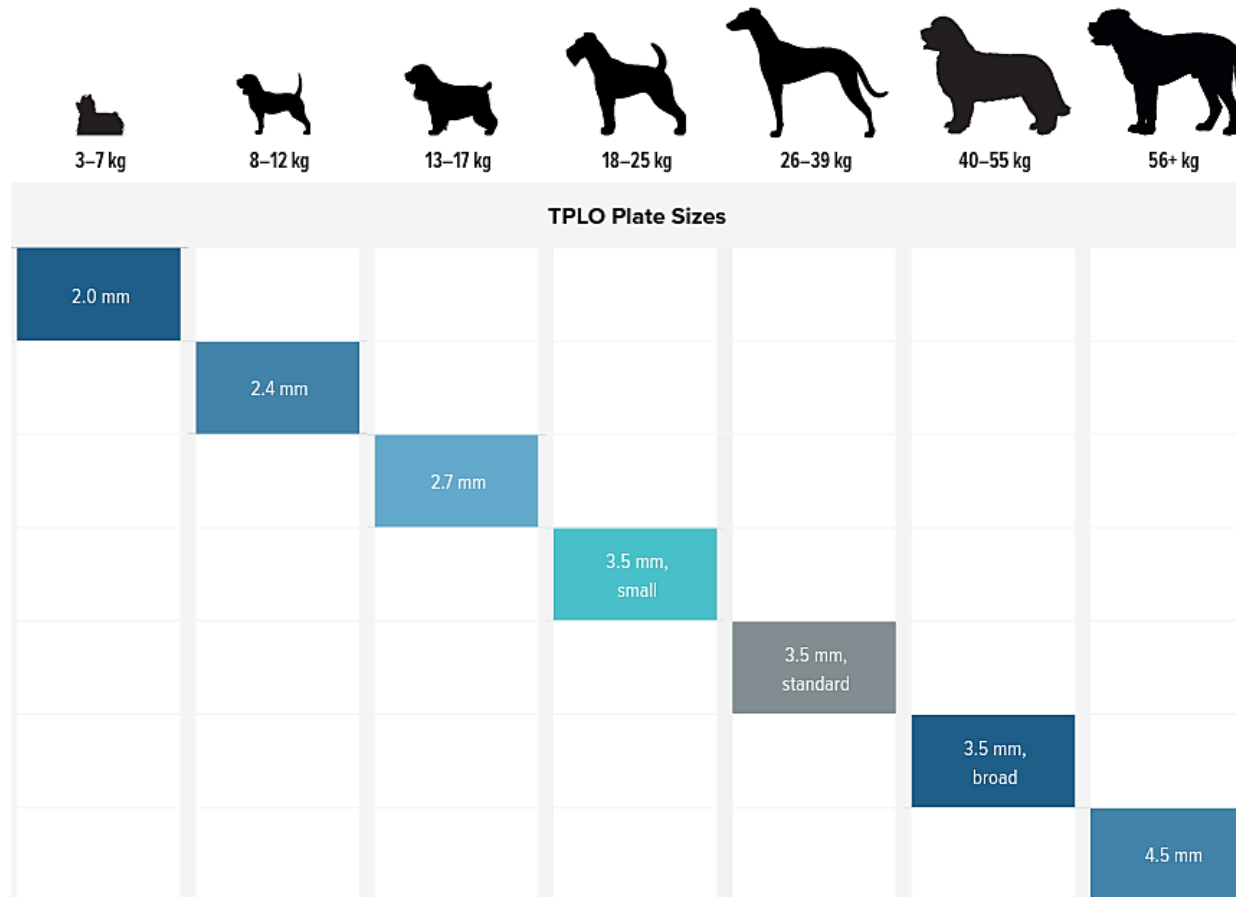 3–7 kg
8–12 kg
13–17 kg
18–25 kg
26–39 kg
40–55 kg
56+ kg
TPLO Plate Sizes
2.0 mm
2.4 mm
2.7 mm
3.5 mm,
small
3.5 mm,
standard
3.5 mm,
broad
4.5 mm